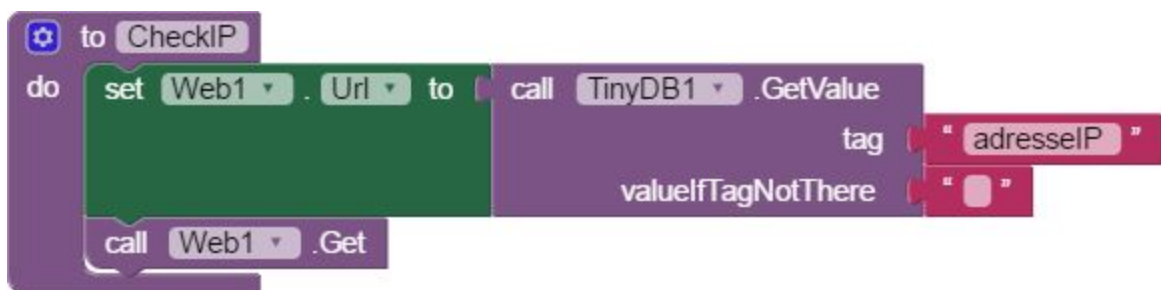 to CheckIP
do set Web1 . Url to call TinyDB1 .GetValue
tag " adresseIP "
valueIfTagNotThere " "
call Web1 .Get